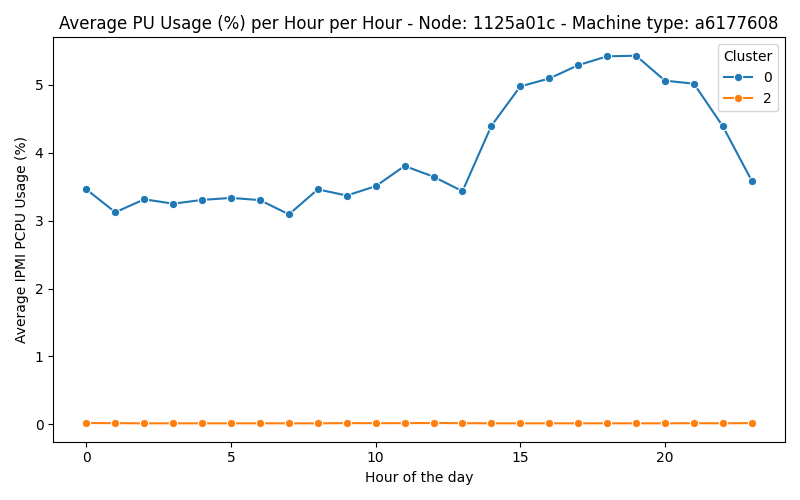 Average PU Usage (%) per Hour per Hour - Node: 1125a01c - Machine type: a6177608
Cluster
0
2
Average IPMI PCPU Usage (%)
5
4
3
2
1
0
0 5 10 15 20
Hour of the day